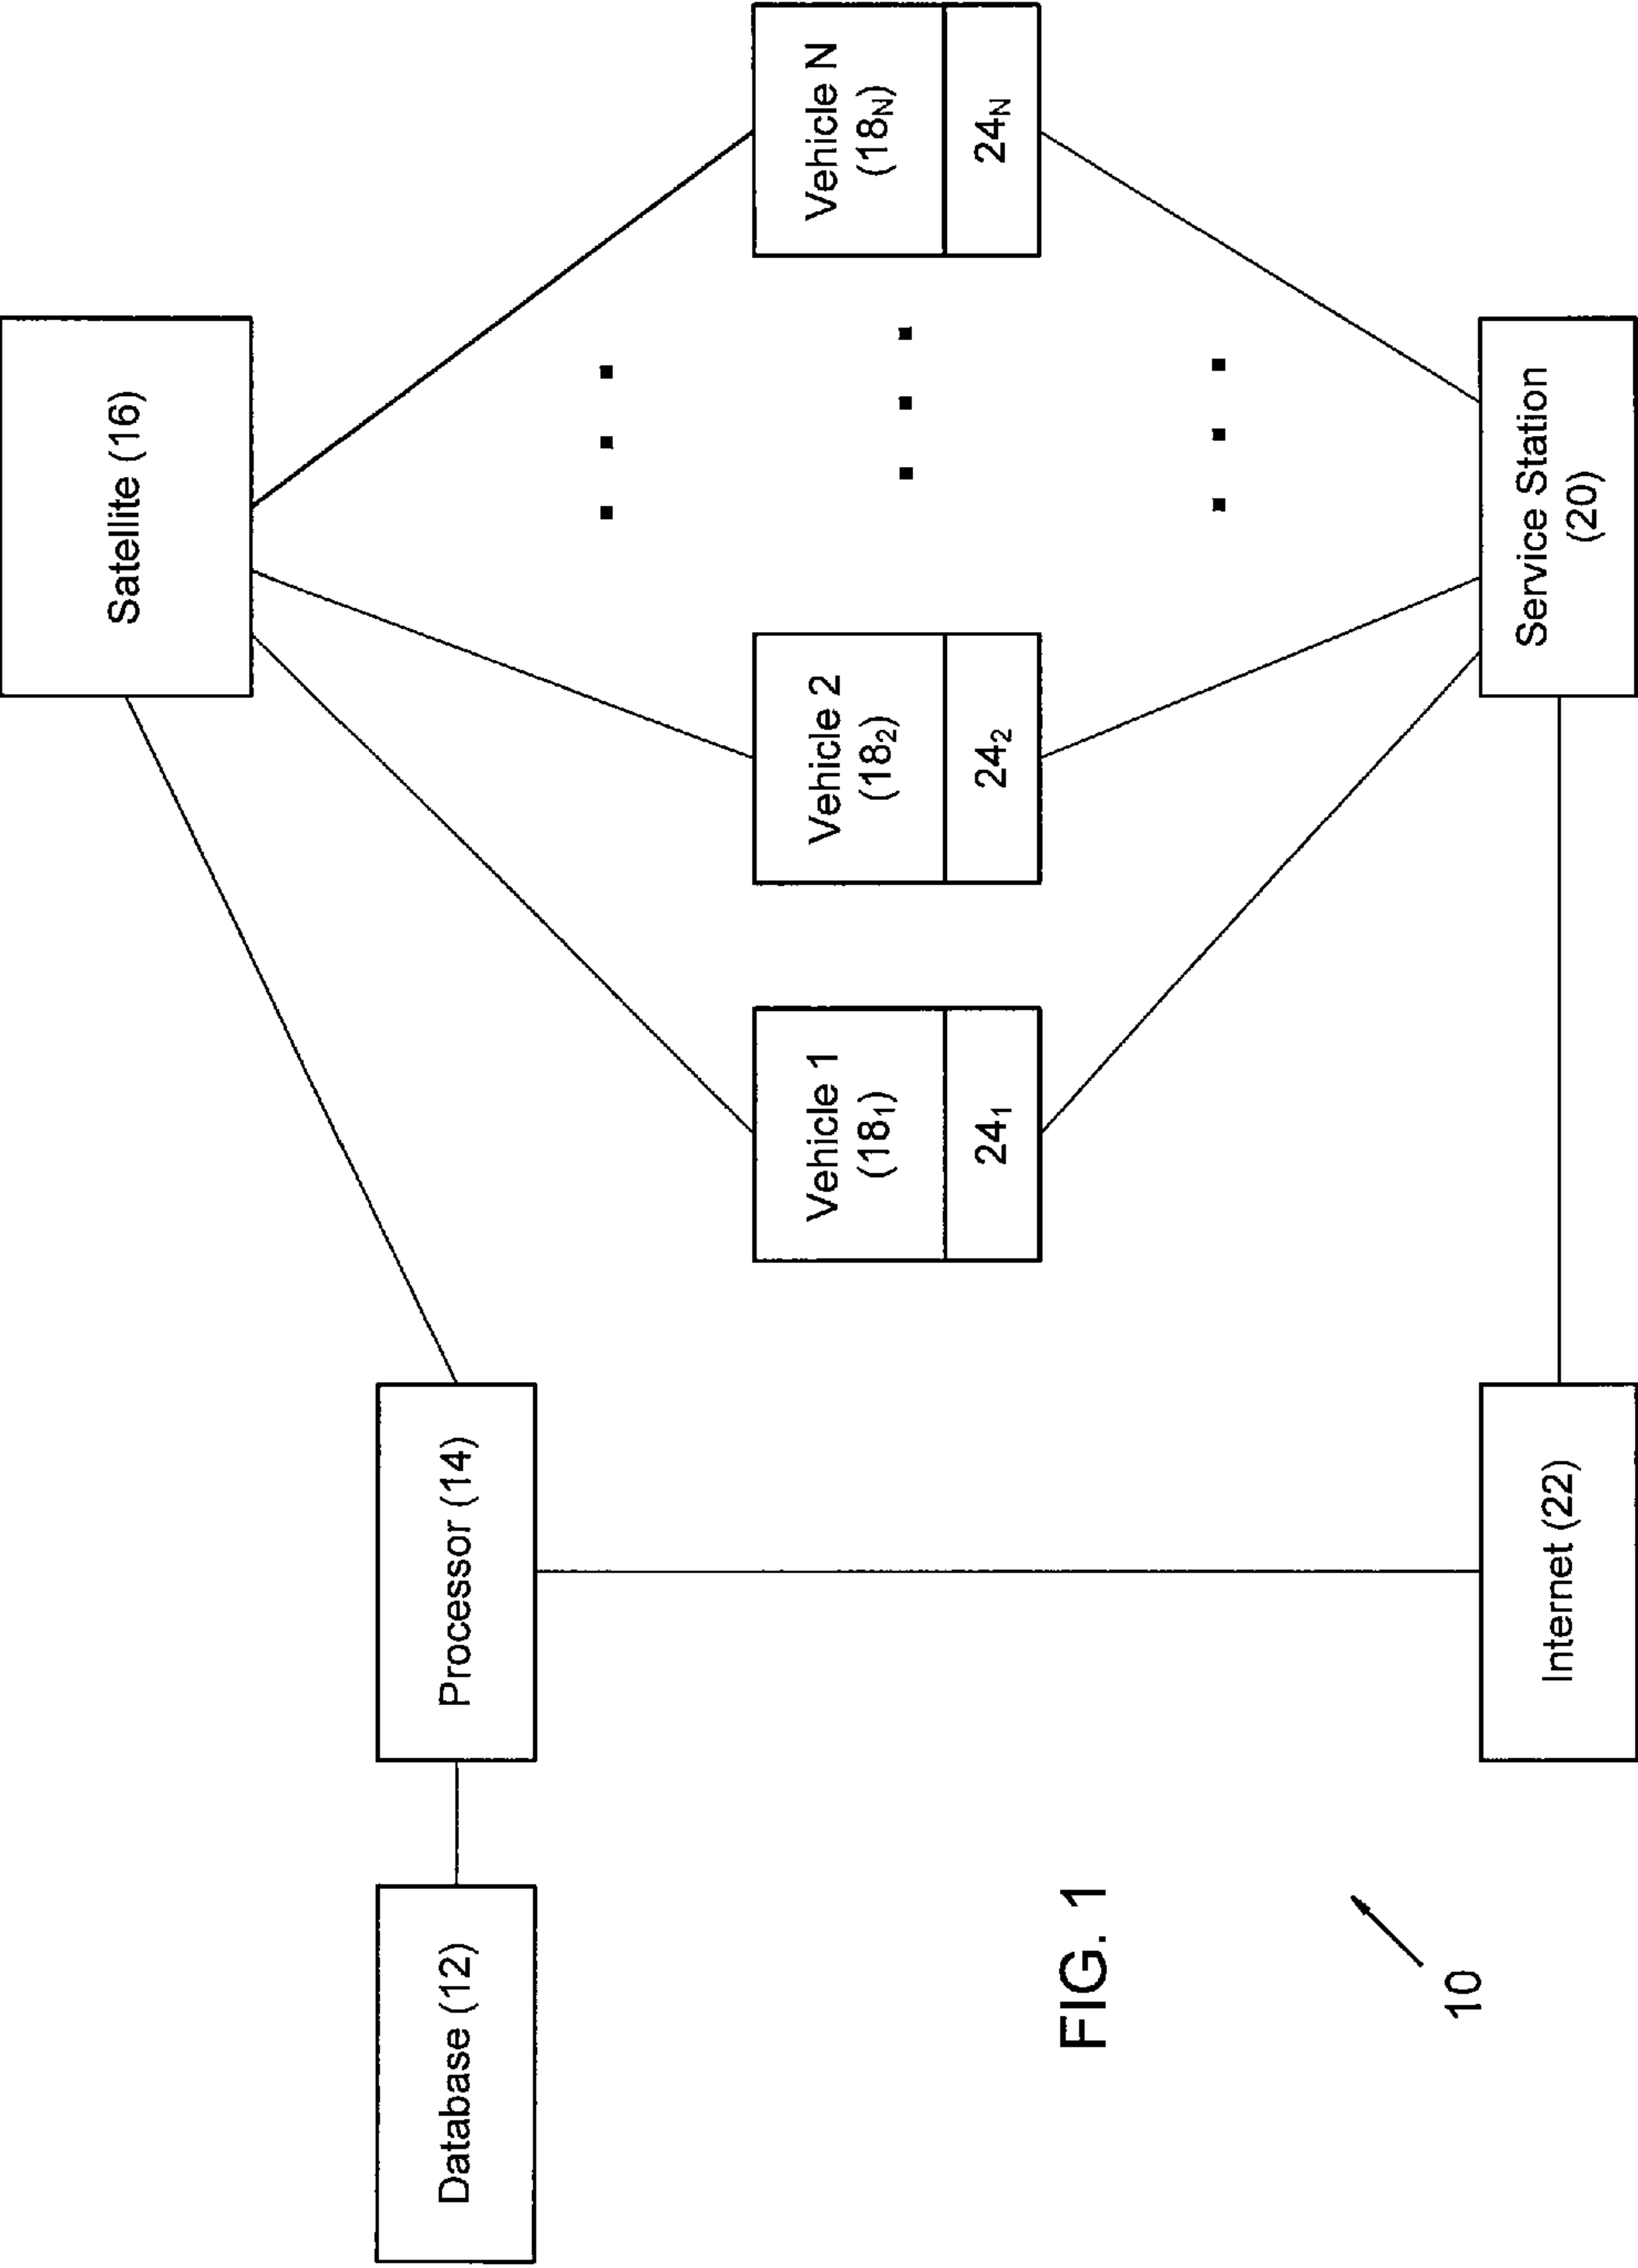 Satellite (16)
Database (12)
Processor (14)
Vehicle 1
(18₁)
24₁
Vehicle 2
(18₂)
24₂
Vehicle N
(18N)
24N
FIG. 1
10
Internet (22)
Service Station
(20)